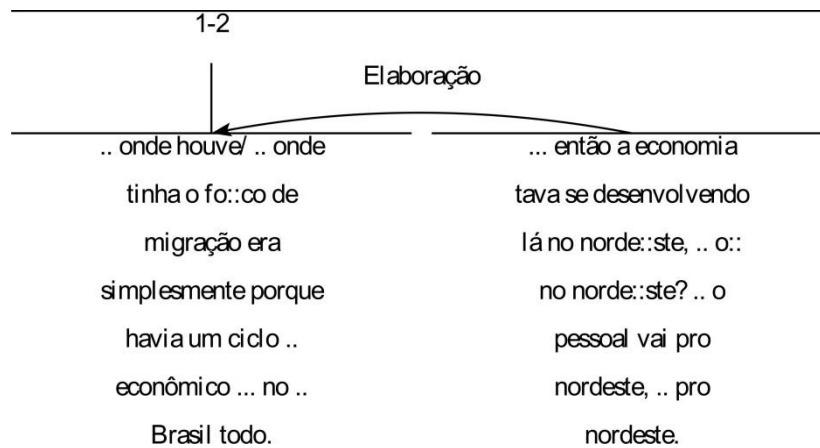 1-2
Elaboração
.. onde houve/ .. onde
tinha o fo::co de
migração era
simplesmente porque
havia um ciclo ..
econômico ... no ..
Brasil todo.
... então a economia
tava se desenvolvendo
lá no norde::ste, .. o::
no norde::ste? .. o
pessoal vai pro
nordeste, .. pro
nordeste.